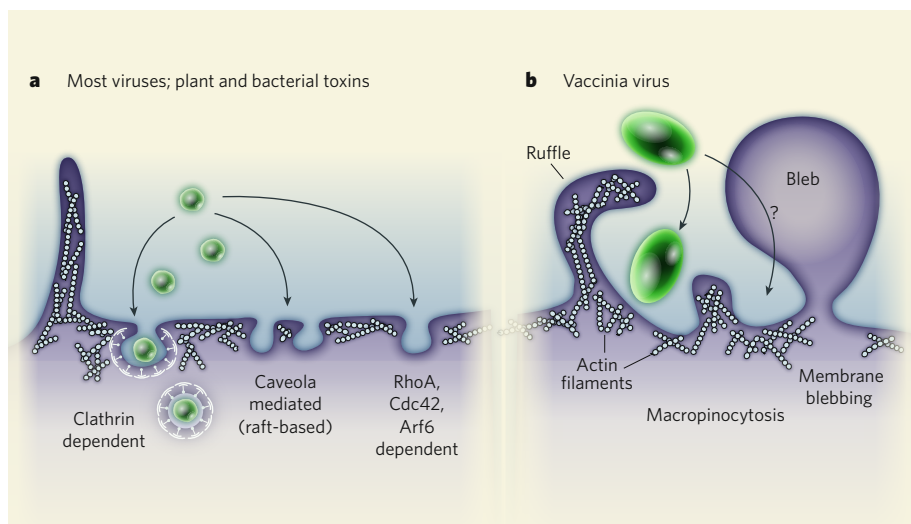 a Most viruses; plant and bacterial toxins
Clathrin
dependent
Caveola
mediated
(raft-based)
RhoA,
Cdc42,
Arf6
dependent
b Vaccinia virus
Ruffle
Bleb
?
Actin
filaments
Macropinocytosis
Membrane
blebbing